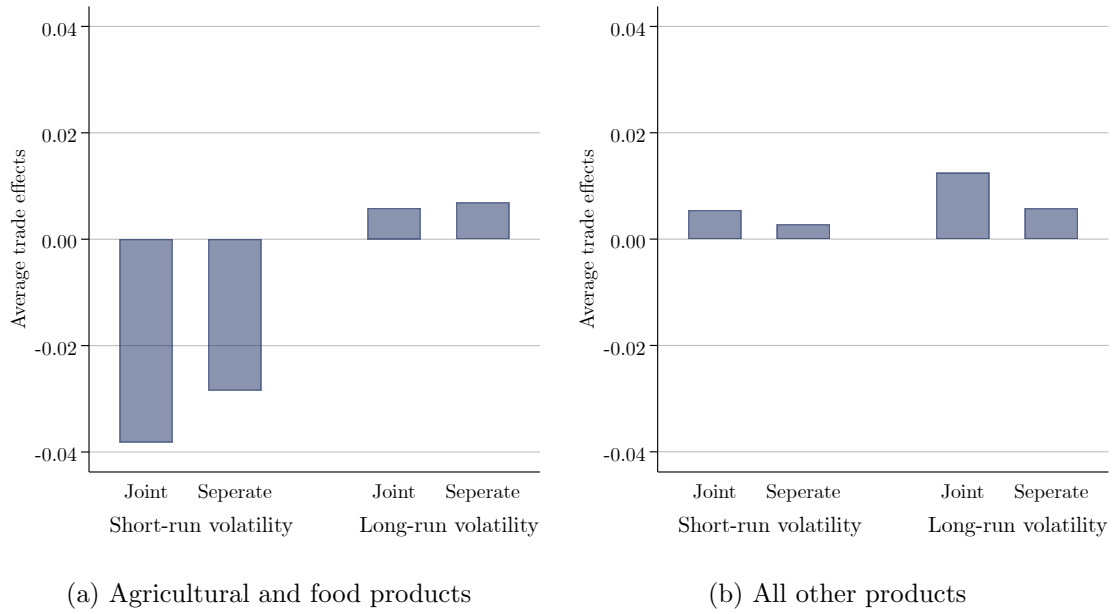 0.04
0.02
0.00
-0.02
-0.04
Average trade effects
Joint Seperate Joint Seperate
Short-run volatility Long-run volatility
(a) Agricultural and food products
0.04
0.02
0.00
-0.02
-0.04
Average trade effects
Joint Seperate Joint Seperate
Short-run volatility Long-run volatility
(b) All other products